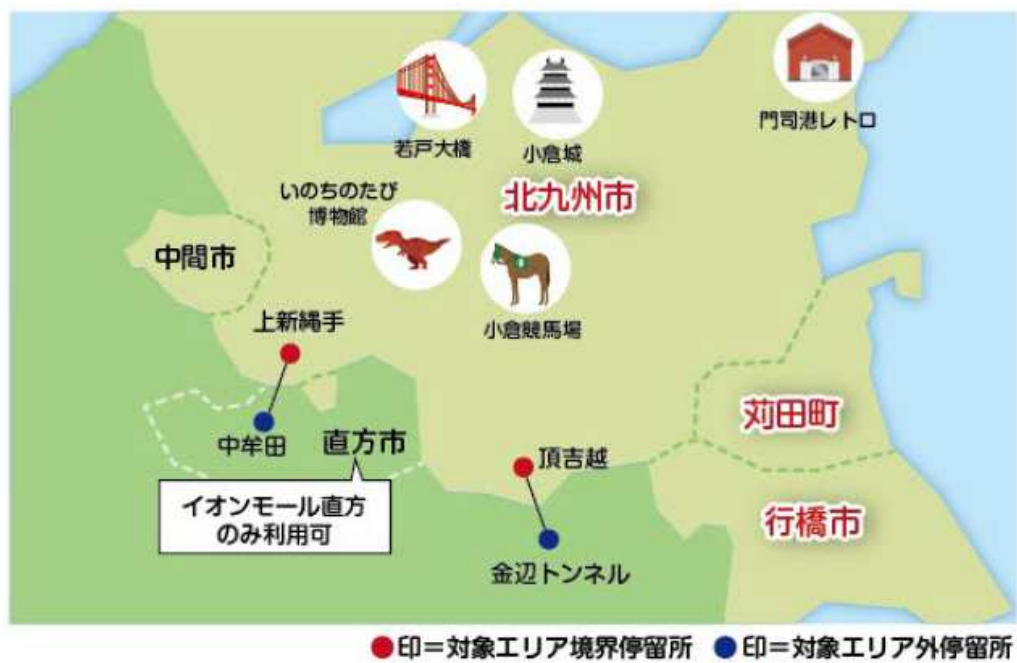 門司港レトロ
若戸大橋
小倉城
いのちのたび
博物館
北九州市
中間市
上新縄手
小倉競馬場
苅田町
中牟田
直方市
頂吉越
イオンモール直方
のみ利用可
行橋市
金辺トンネル
●印＝対象エリア境界停留所 ●印＝対象エリア外停留所